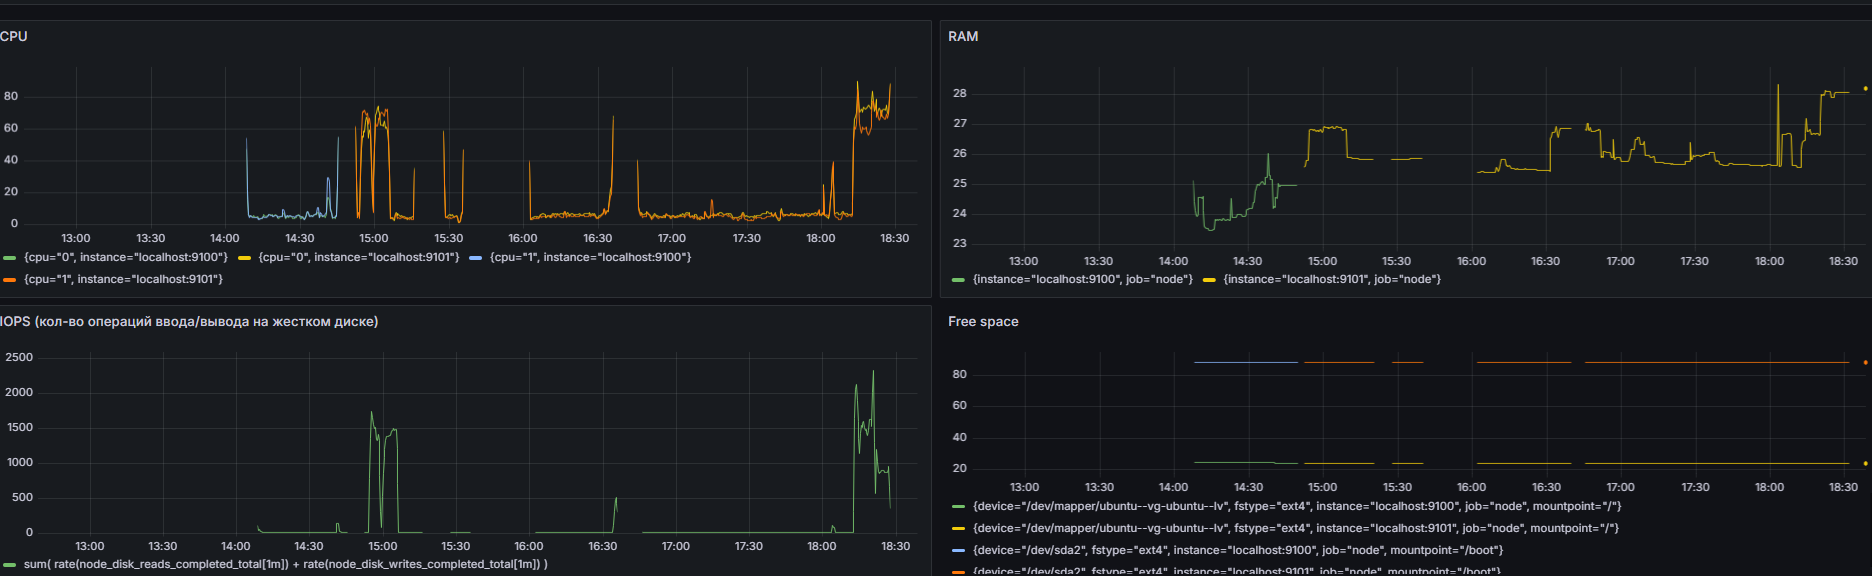 CPU
80
60
40
20
0
13:00 13:30 14:00 14:30 15:00 15:30 16:00 16:30 17:00 17:30 18:00 18:30
{cpu="0", instance="localhost:9100"} {cpu="0", instance="localhost:9101"} {cpu="1", instance="localhost:9100"}
{cpu="1", instance="localhost:9101"}
RAM
28
27
26
25
24
23
13:00 13:30 14:00 14:30 15:00 15:30 16:00 16:30 17:00 17:30 18:00 18:30
{instance="localhost:9100", job="node"} {instance="localhost:9101", job="node"}
IOPS (кол-во операций ввода/вывода на жестком диске)
2500
2000
1500
1000
500
0
13:00 13:30 14:00 14:30 15:00 15:30 16:00 16:30 17:00 17:30 18:00 18:30
sum( rate(node_disk_reads_completed_total[1m]) + rate(node_disk_writes_completed_total[1m]) )
Free space
80
60
40
20
13:00 13:30 14:00 14:30 15:00 15:30 16:00 16:30 17:00 17:30 18:00 18:30
{device="/dev/mapper/ubuntu--vg-ubuntu--lv", fstype="ext4", instance="localhost:9100", job="node", mountpoint="/"}
{device="/dev/mapper/ubuntu--vg-ubuntu--lv", fstype="ext4", instance="localhost:9101", job="node", mountpoint="/"}
{device="/dev/sda2", fstype="ext4", instance="localhost:9100", job="node", mountpoint="/boot"}
{device="/dev/sda2", fstype="ext4", instance="localhost:9101", job="node", mountpoint="/boot"}